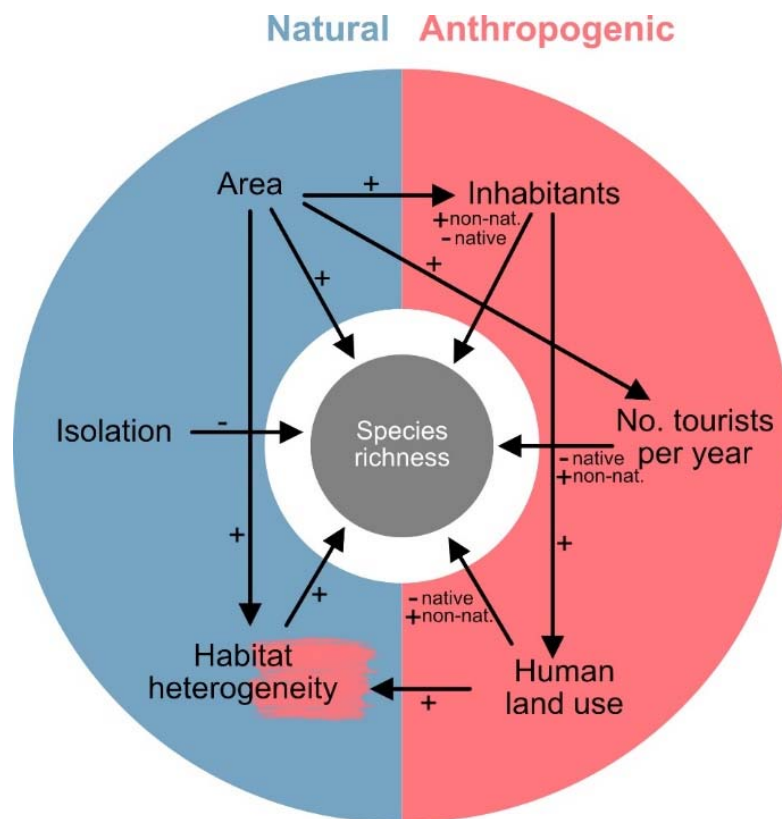 Natural Anthropogenic
Area
+
Inhabitants
+non-nat.
- native
+
+
Isolation
-
Species
richness
No. tourists
per year
- native
+non-nat.
+
+
+
- native
+non-nat.
Habitat
heterogeneity
+
Human
land use